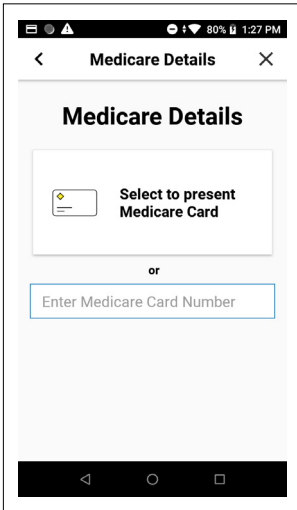 80% 1:27 PM
Medicare Details
Medicare Details
Select to present
Medicare Card
or
Enter Medicare Card Number